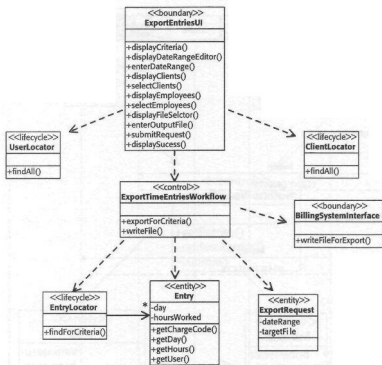 <<boundary>>
ExportEntriesUI
+displayCriteria()
+displayDateRangeEditor()
+enterDateRange()
+displayClients()
+selectClients()
+displayEmployees()
+selectEmployees()
+displayFileSelctor()
+enterOutputFile()
+submitRequest()
+displaySucess()
<<lifecycle>>
UserLocator
+findAll()
<<lifecycle>>
ClientLocator
+findAll()
<<control>>
ExportTimeEntriesWorkflow
+exportForCriteria()
+writeFile()
<<boundary>>
BillingSystemInterface
+writeFileForExport()
<<lifecycle>>
EntryLocator
+findForCriteria()
*
<<entity>>
Entry
-day
-hoursWorked
+getChargeCode()
+getDay()
+getHours()
+getUser()
<<entity>>
ExportRequest
-dateRange
-targetFile